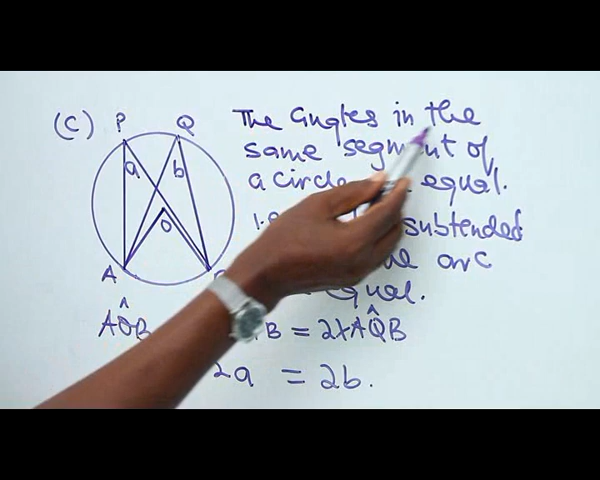 (C) P Q The angles in the
a b same segment of
a circle equal.
O i.e. subtended
A arc
equal.
AÔB B = 2×AQ̂B
2a = 2b.